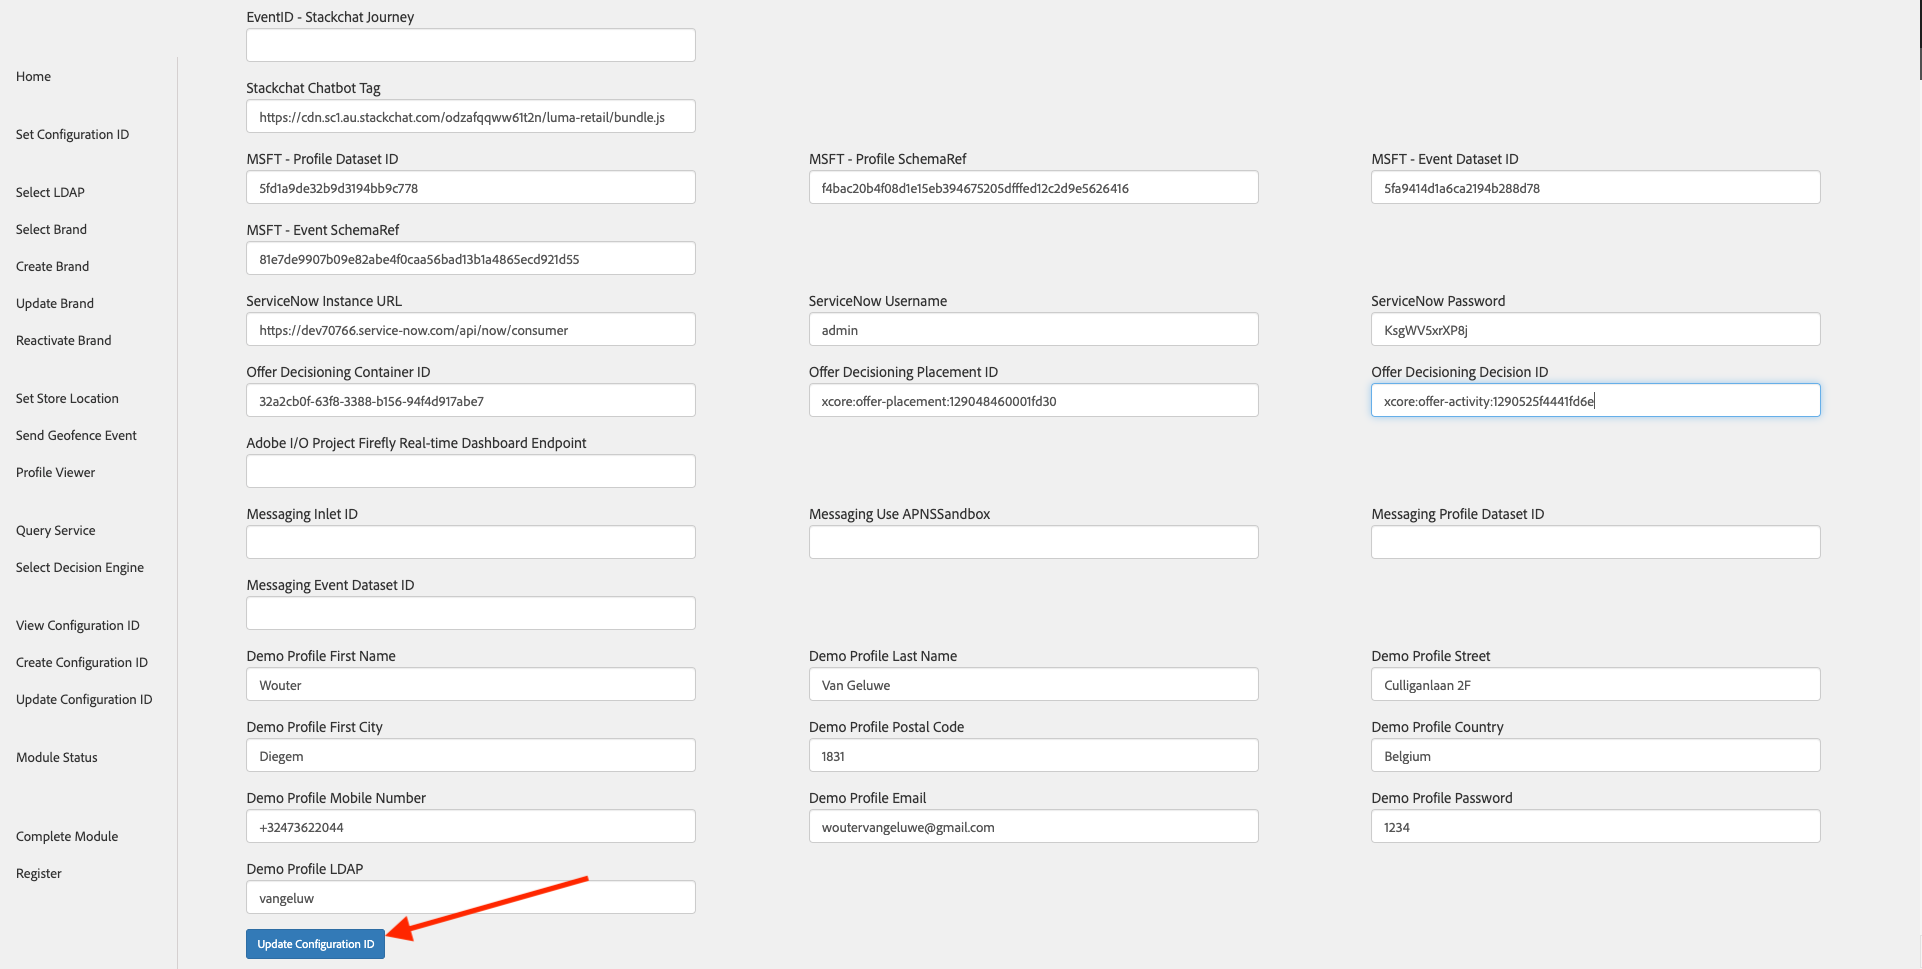 Home
Set Configuration ID
Select LDAP
Select Brand
Create Brand
Update Brand
Reactivate Brand
Set Store Location
Send Geofence Event
Profile Viewer
Query Service
Select Decision Engine
View Configuration ID
Create Configuration ID
Update Configuration ID
Module Status
Complete Module
Register
EventID - Stackchat Journey
Stackchat Chatbot Tag
https://cdn.sc1.au.stackchat.com/odzafqqww61t2n/luma-retail/bundle.js
MSFT - Profile Dataset ID
5fd1a9de32b9d3194bb9c778
MSFT - Profile SchemaRef
f4bac20b4f08d1e15eb394675205dfffed12c2d9e5626416
MSFT - Event Dataset ID
5fa9414d1a6ca2194b288d78
MSFT - Event SchemaRef
81e7de9907b09e82abe4f0caa56bad13b1a4865ecd921d55
ServiceNow Instance URL
https://dev70766.service-now.com/api/now/consumer
ServiceNow Username
admin
ServiceNow Password
KsgWV5xrXP8j
Offer Decisioning Container ID
32a2cb0f-63f8-3388-b156-94f4d917abe7
Offer Decisioning Placement ID
xcore:offer-placement:129048460001fd30
Offer Decisioning Decision ID
xcore:offer-activity:1290525f4441fd6e
Adobe I/O Project Firefly Real-time Dashboard Endpoint
Messaging Inlet ID
Messaging Use APNSSandbox
Messaging Profile Dataset ID
Messaging Event Dataset ID
Demo Profile First Name
Wouter
Demo Profile Last Name
Van Geluwe
Demo Profile Street
Culliganlaan 2F
Demo Profile First City
Diegem
Demo Profile Postal Code
1831
Demo Profile Country
Belgium
Demo Profile Mobile Number
+32473622044
Demo Profile Email
woutervangeluwe@gmail.com
Demo Profile Password
1234
Demo Profile LDAP
vangeluw
Update Configuration ID